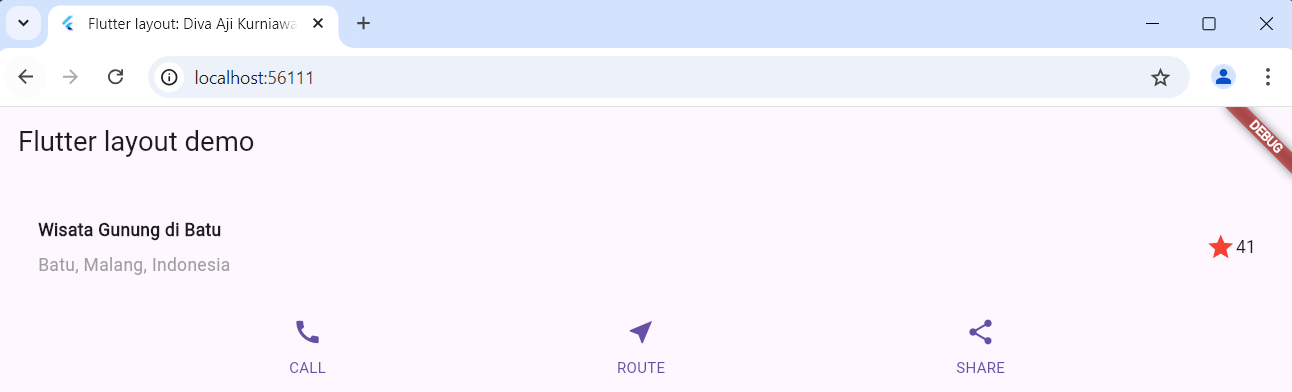 Flutter layout: Diva Aji Kurniawa
localhost:56111
Flutter layout demo
DEBUG
Wisata Gunung di Batu
Batu, Malang, Indonesia
41
CALL ROUTE SHARE